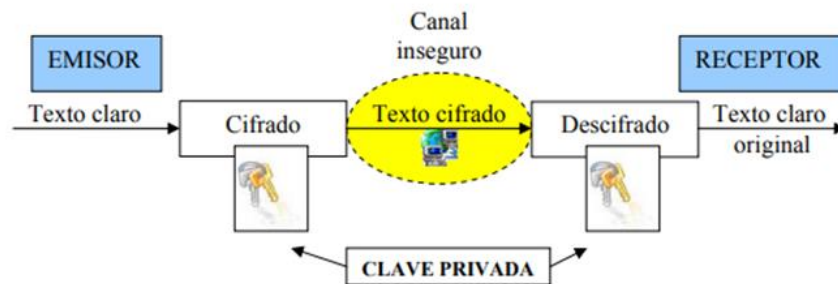 Canal
inseguro
EMISOR
RECEPTOR
Texto claro
Cifrado
Texto cifrado
Descifrado
Texto claro
original
CLAVE PRIVADA